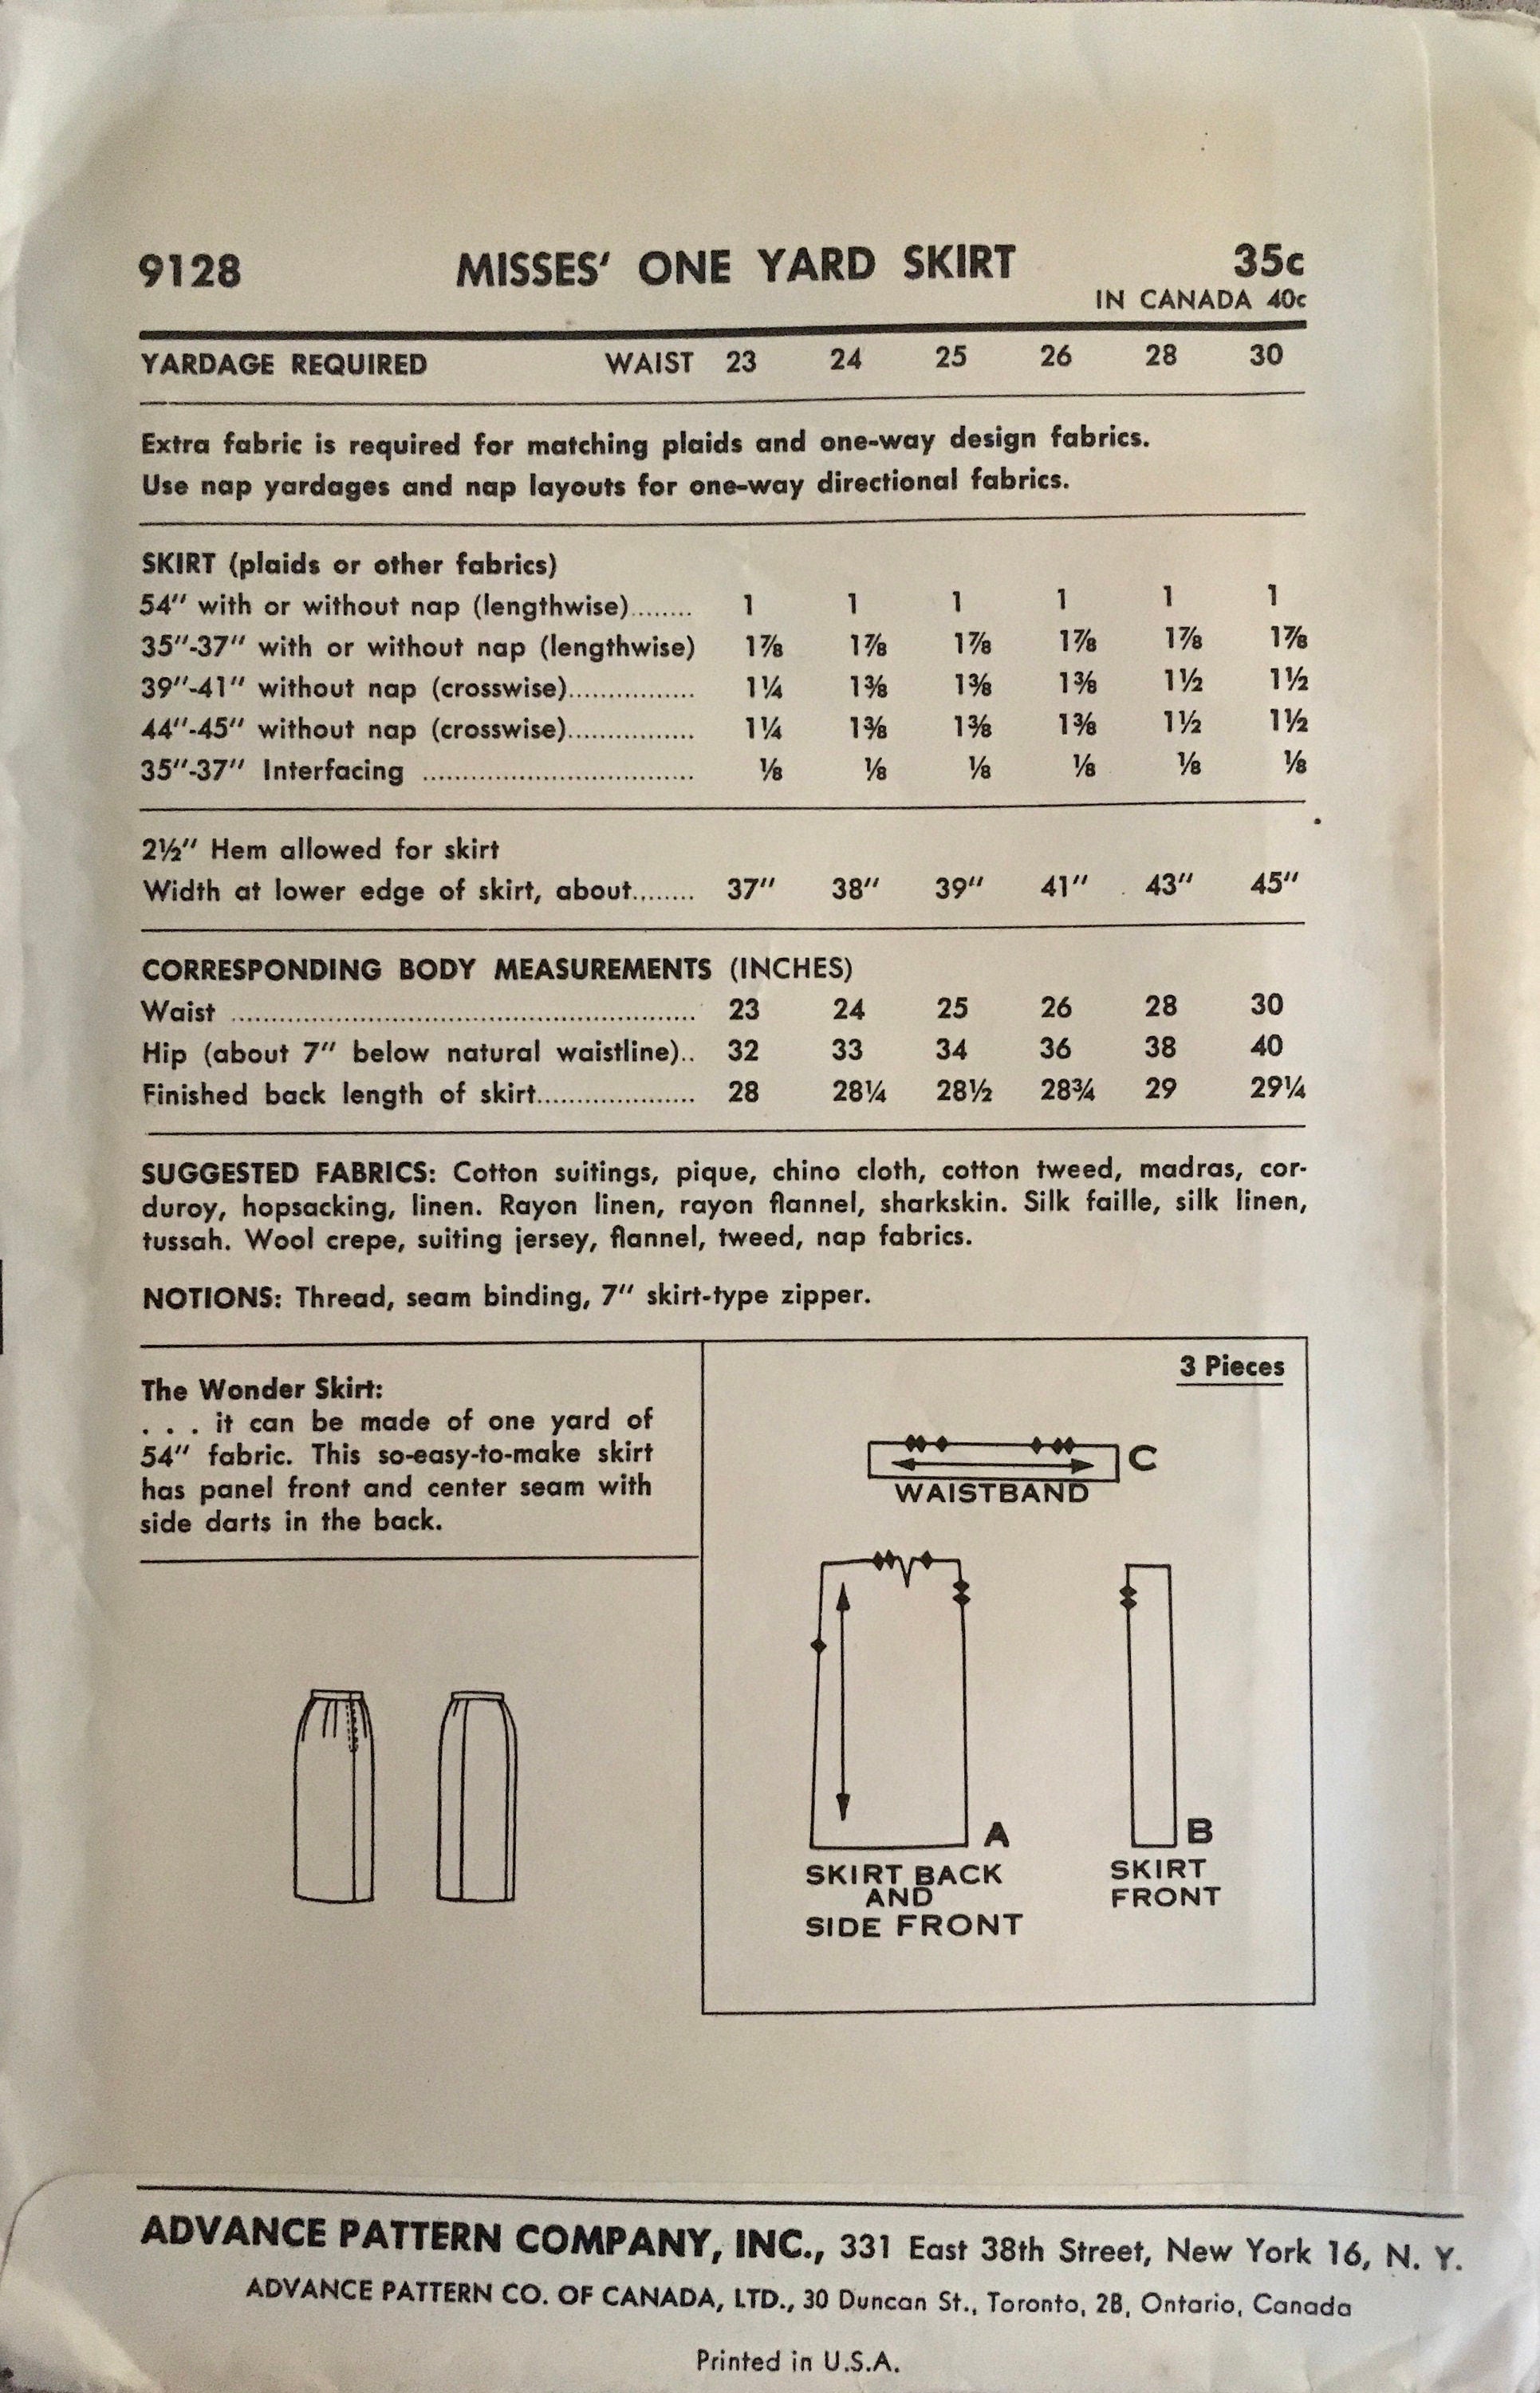 9128 MISSES' ONE YARD SKIRT 35c
IN CANADA 40c
YARDAGE REQUIRED WAIST 23 24 25 26 28 30
Extra fabric is required for matching plaids and one-way design fabrics.
Use nap yardages and nap layouts for one-way directional fabrics.
SKIRT (plaids or other fabrics)
54" with or without nap (lengthwise)........ 1 1 1 1 1 1
35"-37" with or without nap (lengthwise) 1⅞ 1⅞ 1⅞ 1⅞ 1⅞ 1⅞
39"-41" without nap (crosswise)................ 1¼ 1⅜ 1⅜ 1⅜ 1½ 1½
44"-45" without nap (crosswise)................ 1¼ 1⅜ 1⅜ 1⅜ 1½ 1½
35"-37" Interfacing .................................. ⅛ ⅛ ⅛ ⅛ ⅛ ⅛
2½" Hem allowed for skirt
Width at lower edge of skirt, about........ 37" 38" 39" 41" 43" 45"
CORRESPONDING BODY MEASUREMENTS (INCHES)
Waist .......................................................... 23 24 25 26 28 30
Hip (about 7" below natural waistline).. 32 33 34 36 38 40
Finished back length of skirt.................... 28 28¼ 28½ 28¾ 29 29¼
SUGGESTED FABRICS: Cotton suitings, pique, chino cloth, cotton tweed, madras, cor-
duroy, hopsacking, linen. Rayon linen, rayon flannel, sharkskin. Silk faille, silk linen,
tussah. Wool crepe, suiting jersey, flannel, tweed, nap fabrics.
NOTIONS: Thread, seam binding, 7" skirt-type zipper.
The Wonder Skirt:
. . . it can be made of one yard of
54" fabric. This so-easy-to-make skirt
has panel front and center seam with
side darts in the back.
3 Pieces
C
WAISTBAND
A
SKIRT BACK
AND
SIDE FRONT
B
SKIRT
FRONT
ADVANCE PATTERN COMPANY, INC., 331 East 38th Street, New York 16, N. Y.
ADVANCE PATTERN CO. OF CANADA, LTD., 30 Duncan St., Toronto, 2B, Ontario, Canada
Printed in U.S.A.